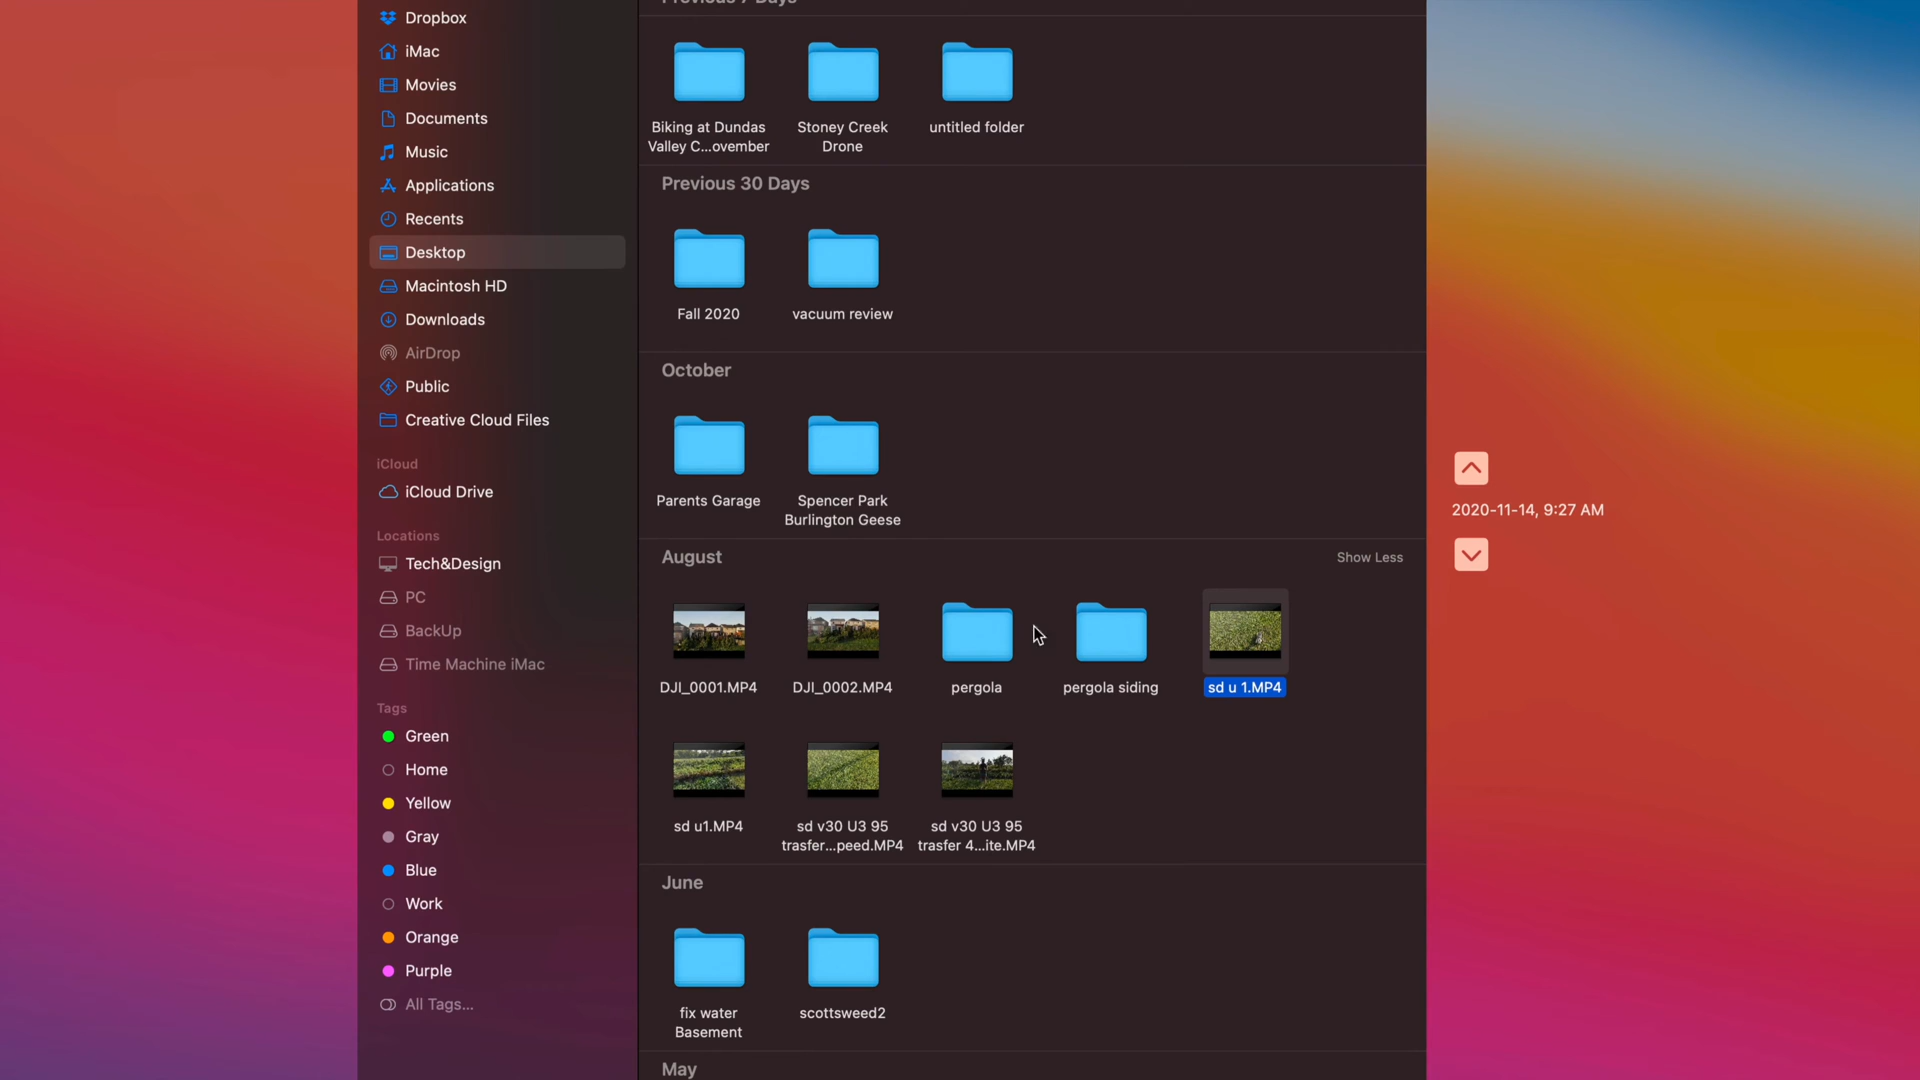 Dropbox
iMac
Movies
Documents
Music
Applications
Recents
Desktop
Macintosh HD
Downloads
AirDrop
Public
Creative Cloud Files
iCloud
iCloud Drive
Locations
Tech&Design
PC
BackUp
Time Machine iMac
Tags
Green
Home
Yellow
Gray
Blue
Work
Orange
Purple
All Tags...
Previous 7 Days
Biking at Dundas
Valley C...ovember
Stoney Creek
Drone
untitled folder
Previous 30 Days
Fall 2020
vacuum review
October
Parents Garage
Spencer Park
Burlington Geese
August
Show Less
DJI_0001.MP4
DJI_0002.MP4
pergola
pergola siding
sd u 1.MP4
sd u1.MP4
sd v30 U3 95
trasfer...peed.MP4
sd v30 U3 95
trasfer 4...ite.MP4
June
fix water
Basement
scottsweed2
May
2020-11-14, 9:27 AM